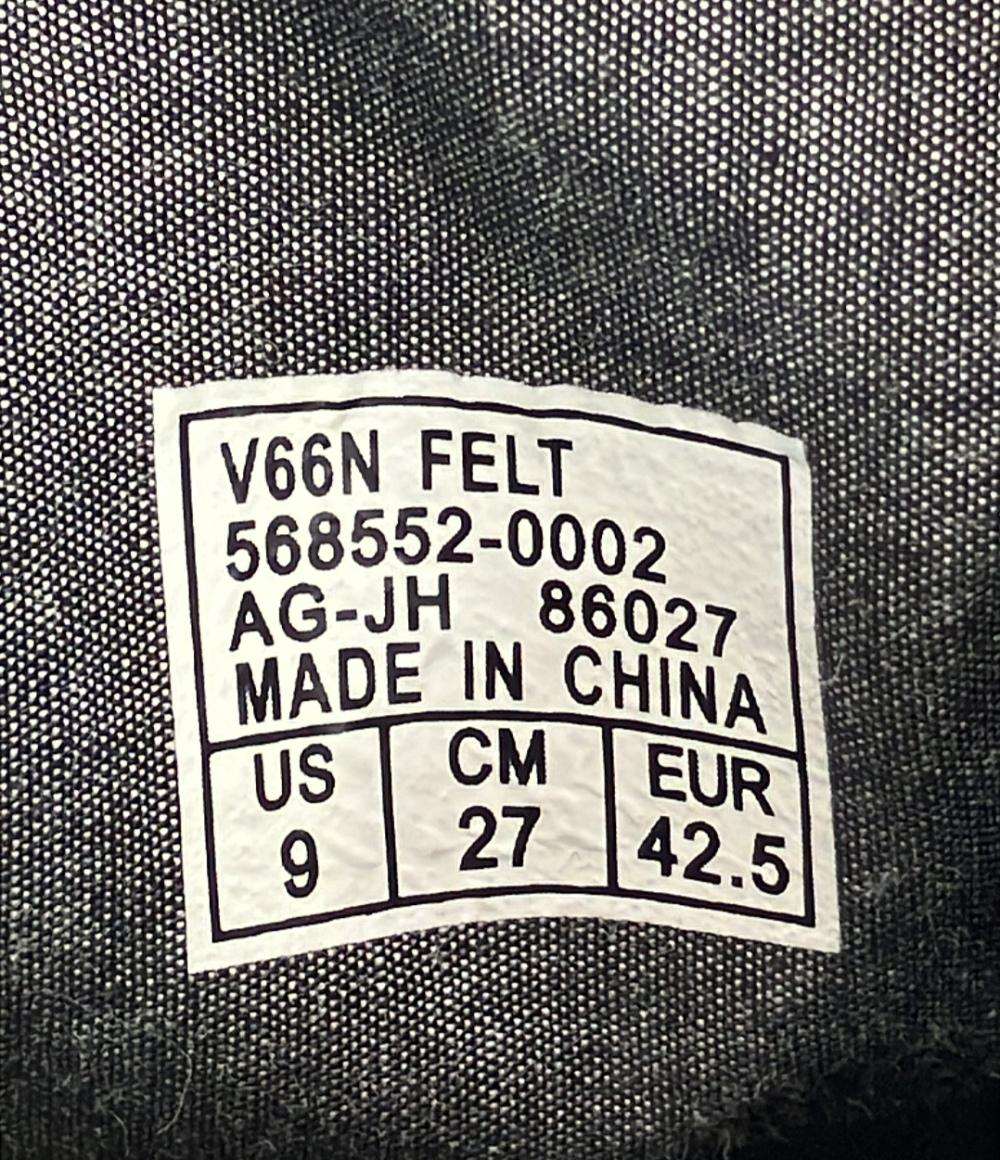 V66N FELT
568552-0002
AG-JH 86027
MADE IN CHINA
US CM EUR
9 27 42.5